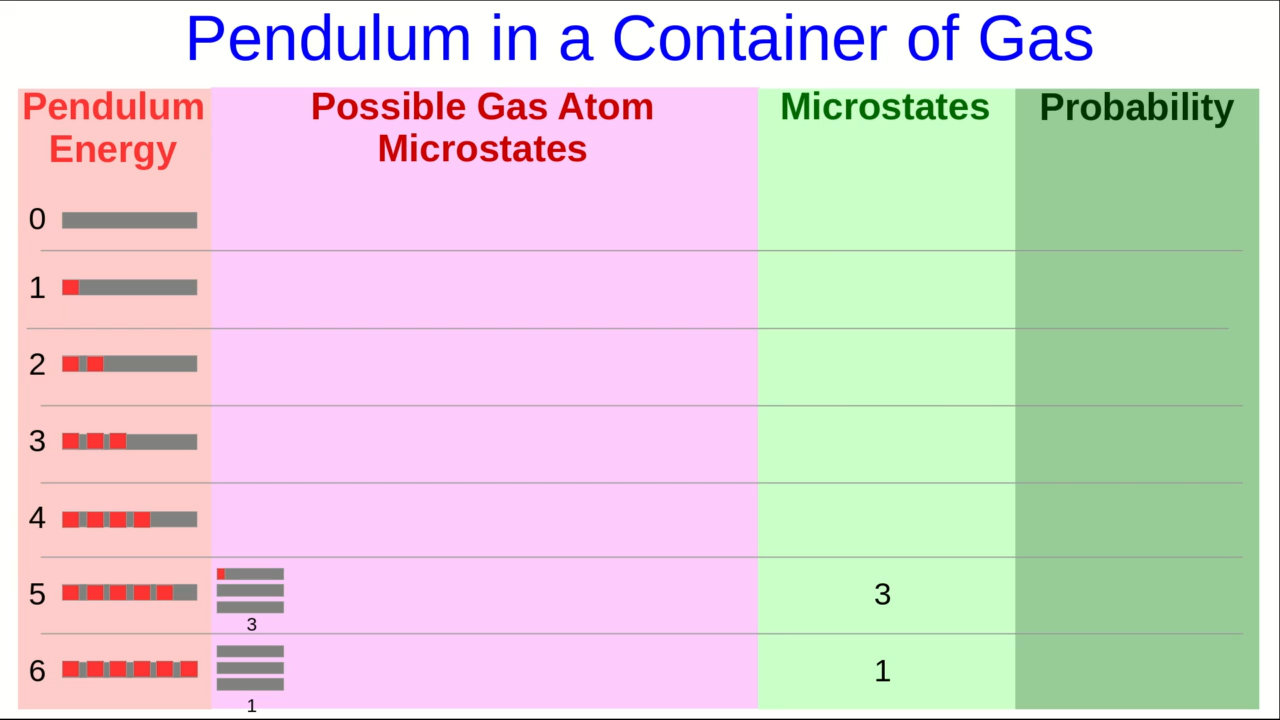 Pendulum in a Container of Gas
Pendulum
Energy
Possible Gas Atom
Microstates
Microstates
Probability
0
1
2
3
4
5
3
3
6
1
1